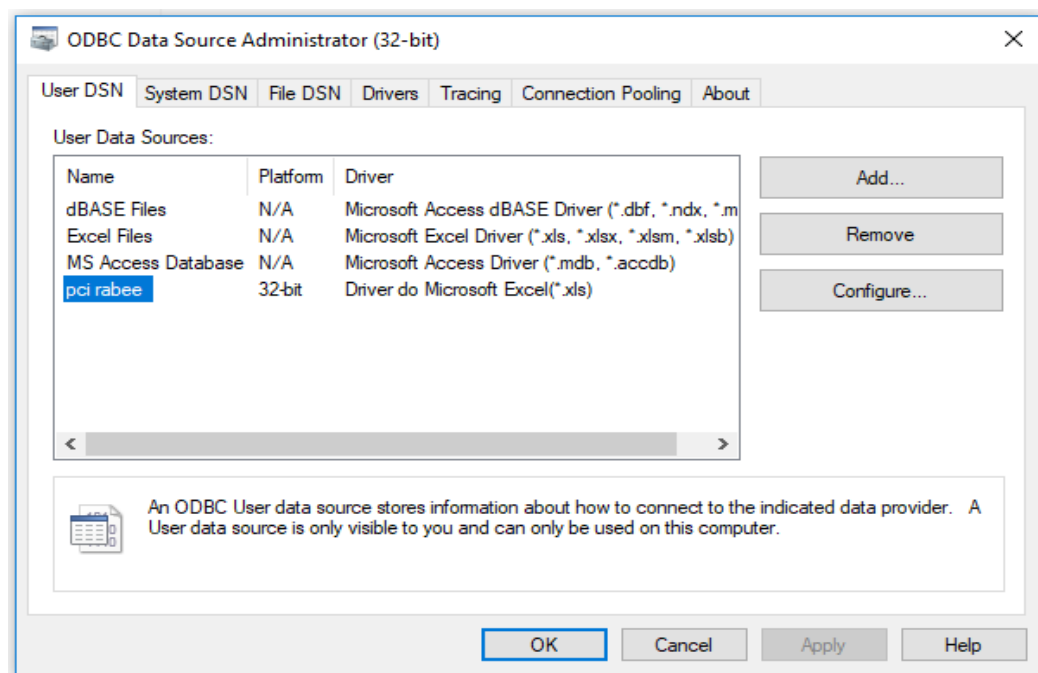 ODBC Data Source Administrator (32-bit)
User DSN System DSN File DSN Drivers Tracing Connection Pooling About
User Data Sources:
Name Platform Driver
dBASE Files N/A Microsoft Access dBASE Driver (*.dbf, *.ndx, *.m
Excel Files N/A Microsoft Excel Driver (*.xls, *.xlsx, *.xlsm, *.xlsb)
MS Access Database N/A Microsoft Access Driver (*.mdb, *.accdb)
pci rabee 32-bit Driver do Microsoft Excel(*.xls)
Add...
Remove
Configure...
An ODBC User data source stores information about how to connect to the indicated data provider. A
User data source is only visible to you and can only be used on this computer.
OK Cancel Apply Help